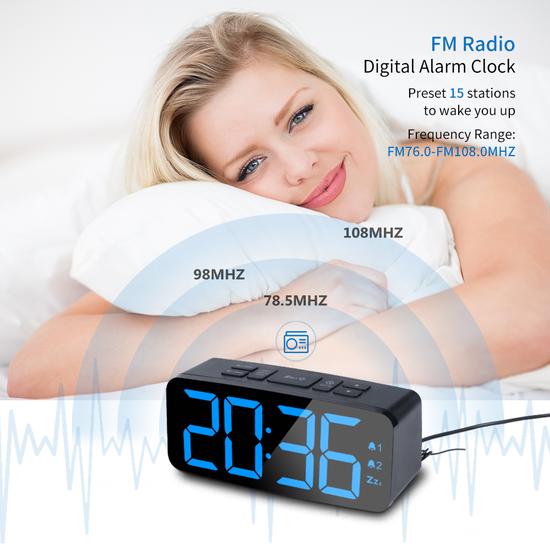 FM Radio
Digital Alarm Clock
Preset 15 stations
to wake you up
Frequency Range:
FM76.0-FM108.0MHZ
108MHZ
98MHZ
78.5MHZ
20:36
1
2
Zzz